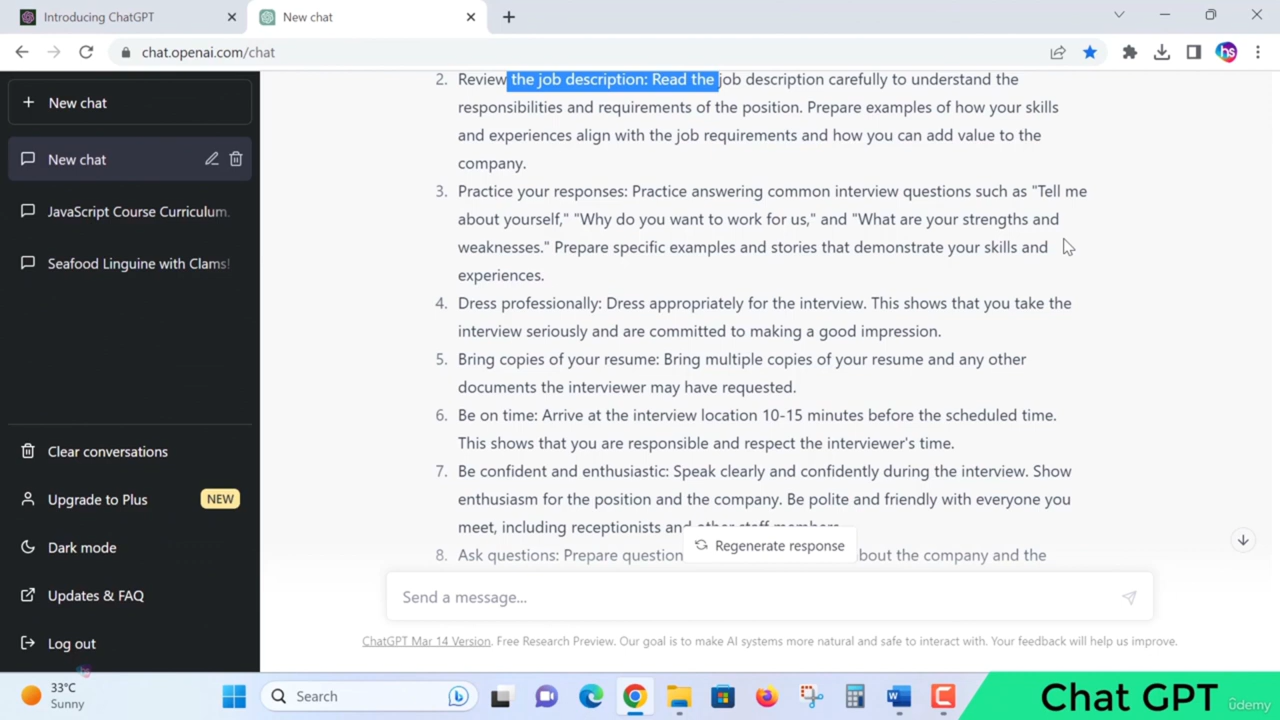 Introducing ChatGPT
New chat
chat.openai.com/chat
New chat
New chat
JavaScript Course Curriculum.
Seafood Linguine with Clams!
Clear conversations
Upgrade to Plus NEW
Dark mode
Updates & FAQ
Log out
2. Review the job description: Read the job description carefully to understand the
responsibilities and requirements of the position. Prepare examples of how your skills
and experiences align with the job requirements and how you can add value to the
company.
3. Practice your responses: Practice answering common interview questions such as "Tell me
about yourself," "Why do you want to work for us," and "What are your strengths and
weaknesses." Prepare specific examples and stories that demonstrate your skills and
experiences.
4. Dress professionally: Dress appropriately for the interview. This shows that you take the
interview seriously and are committed to making a good impression.
5. Bring copies of your resume: Bring multiple copies of your resume and any other
documents the interviewer may have requested.
6. Be on time: Arrive at the interview location 10-15 minutes before the scheduled time.
This shows that you are responsible and respect the interviewer's time.
7. Be confident and enthusiastic: Speak clearly and confidently during the interview. Show
enthusiasm for the position and the company. Be polite and friendly with everyone you
meet, including receptionists and other staff members.
8. Ask questions: Prepare question about the company and the
Regenerate response
Send a message...
ChatGPT Mar 14 Version. Free Research Preview. Our goal is to make AI systems more natural and safe to interact with. Your feedback will help us improve.
33°C
Sunny
Search
Chat GPT
ûdemy